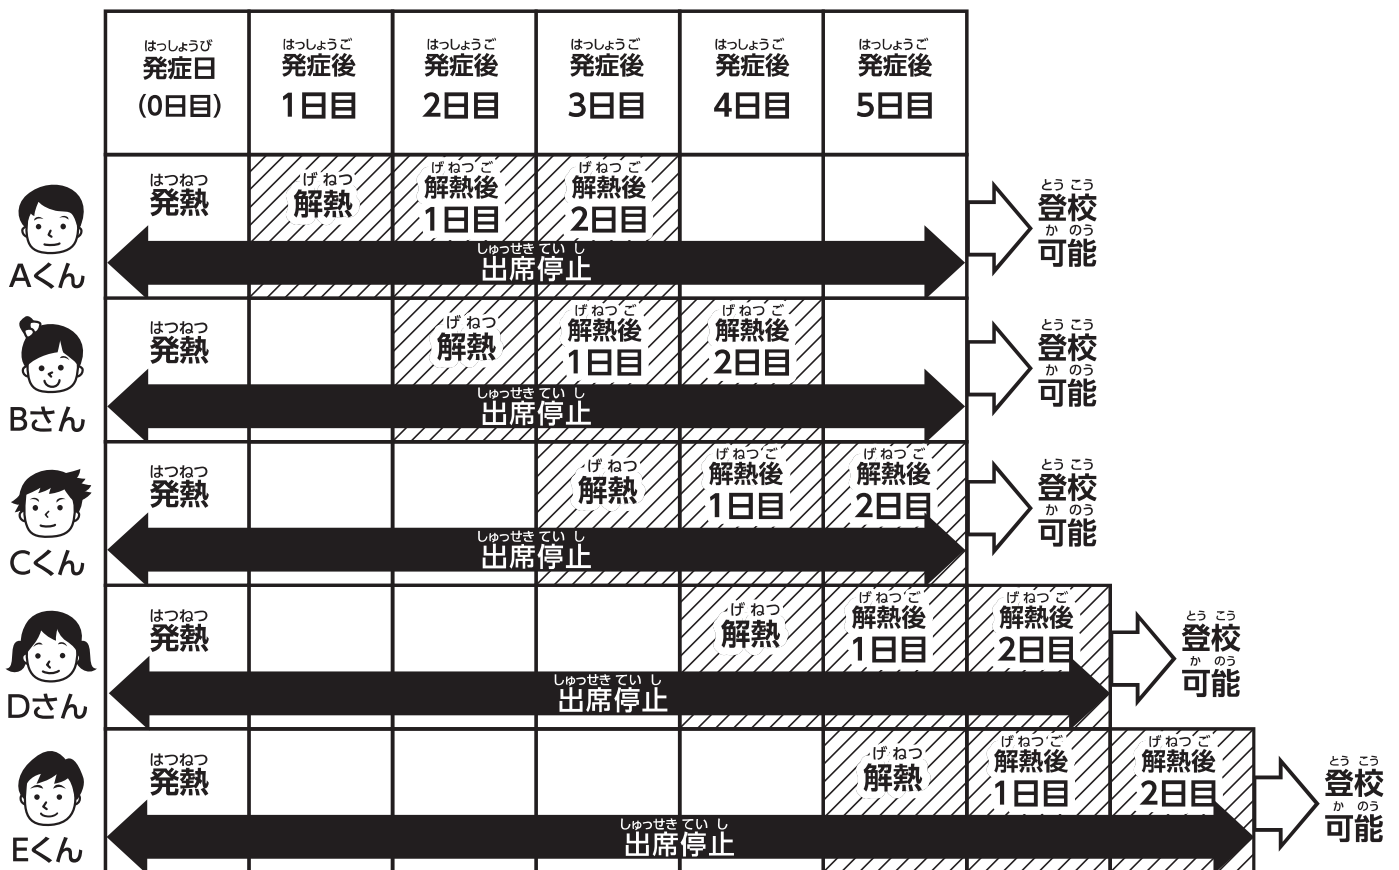 はっしょうび
発症日
(0日目)
はっしょうご
発症後
1日目
はっしょうご
発症後
2日目
はっしょうご
発症後
3日目
はっしょうご
発症後
4日目
はっしょうご
発症後
5日目
Aくん
はつねつ
発熱
げねつ
解熱
げねつご
解熱後
1日目
げねつご
解熱後
2日目
しゅっせきていし
出席停止
とうこう
登校
かのう
可能
Bさん
はつねつ
発熱
げねつ
解熱
げねつご
解熱後
1日目
げねつご
解熱後
2日目
しゅっせきていし
出席停止
とうこう
登校
かのう
可能
Cくん
はつねつ
発熱
げねつ
解熱
げねつご
解熱後
1日目
げねつご
解熱後
2日目
しゅっせきていし
出席停止
とうこう
登校
かのう
可能
Dさん
はつねつ
発熱
げねつ
解熱
げねつご
解熱後
1日目
げねつご
解熱後
2日目
しゅっせきていし
出席停止
とうこう
登校
かのう
可能
Eくん
はつねつ
発熱
げねつ
解熱
げねつご
解熱後
1日目
げねつご
解熱後
2日目
しゅっせきていし
出席停止
とうこう
登校
かのう
可能